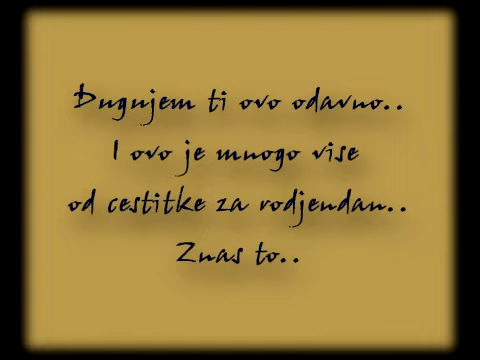 Dugujem ti ovo odavno..
I ovo je mnogo vise
od cestitke za rodjendan..
Znas to..